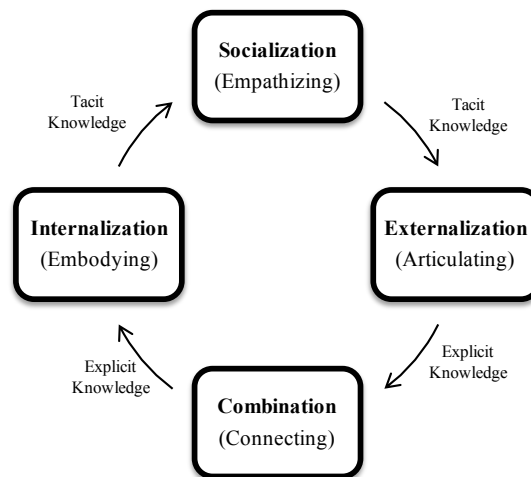 Socialization
(Empathizing)
Tacit
Knowledge
Tacit
Knowledge
Internalization
(Embodying)
Externalization
(Articulating)
Explicit
Knowledge
Explicit
Knowledge
Combination
(Connecting)